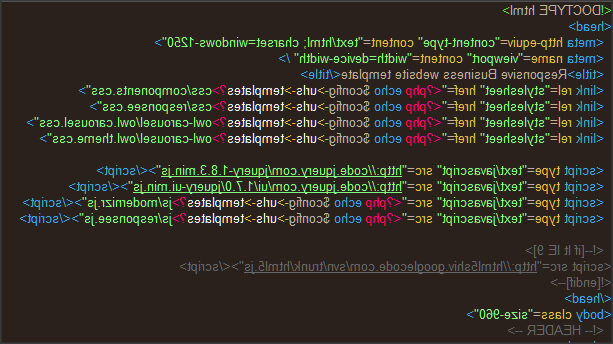 <!DOCTYPE html>
<head>
<meta http-equiv="content-type" content="text/html; charset=windows-1250">
<meta name="viewport" content="width=device-width" />
<title>Responsive Business website template</title>
<link rel="stylesheet" href="<?php echo $config->urls->templates?>css/components.css">
<link rel="stylesheet" href="<?php echo $config->urls->templates?>css/responsee.css">
<link rel="stylesheet" href="<?php echo $config->urls->templates?>owl-carousel/owl.carousel.css">
<link rel="stylesheet" href="<?php echo $config->urls->templates?>owl-carousel/owl.theme.css">
<script type="text/javascript" src="http://code.jquery.com/jquery-1.8.3.min.js"></script>
<script type="text/javascript" src="http://code.jquery.com/ui/1.7.0/jquery-ui.min.js"></script>
<script type="text/javascript" src="<?php echo $config->urls->templates?>js/modernizr.js"></script>
<script type="text/javascript" src="<?php echo $config->urls->templates?>js/responsee.js"></script>
<!--[if lt IE 9]>
<script src="http://html5shiv.googlecode.com/svn/trunk/html5.js"></script>
<![endif]-->
</head>
<body class="size-960">
<!-- HEADER -->